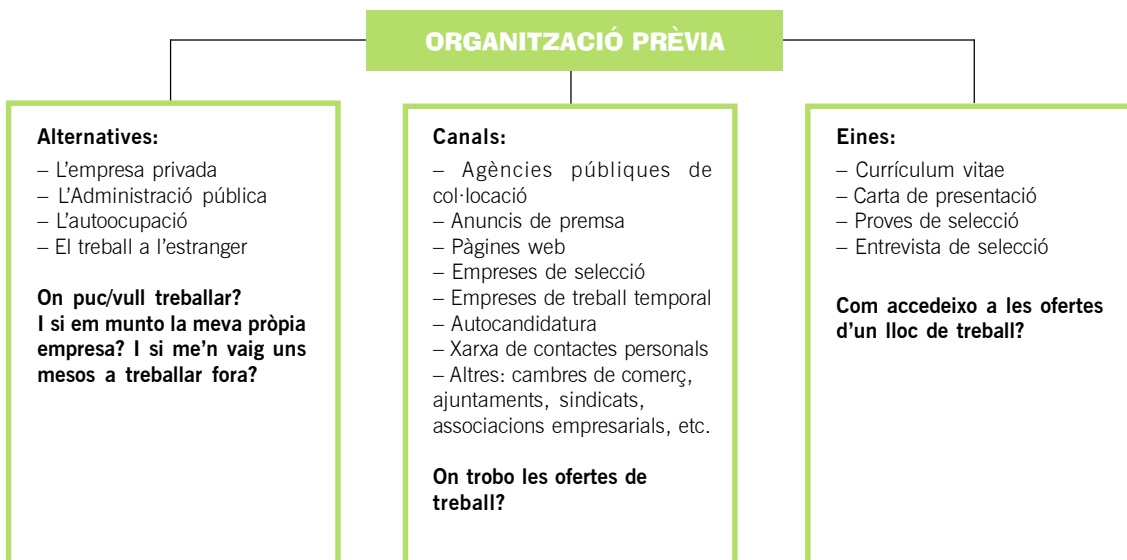 ORGANITZACIÓ PRÈVIA
Alternatives:
– L'empresa privada
– L'Administració pública
– L'autoocupació
– El treball a l'estranger
On puc/vull treballar?
I si em munto la meva pròpia
empresa? I si me'n vaig uns
mesos a treballar fora?
Canals:
– Agències públiques de
col·locació
– Anuncis de premsa
– Pàgines web
– Empreses de selecció
– Empreses de treball temporal
– Autocandidatura
– Xarxa de contactes personals
– Altres: cambres de comerç,
ajuntaments, sindicats,
associacions empresarials, etc.
On trobo les ofertes de
treball?
Eines:
– Currículum vitae
– Carta de presentació
– Proves de selecció
– Entrevista de selecció
Com accedeixo a les ofertes
d'un lloc de treball?